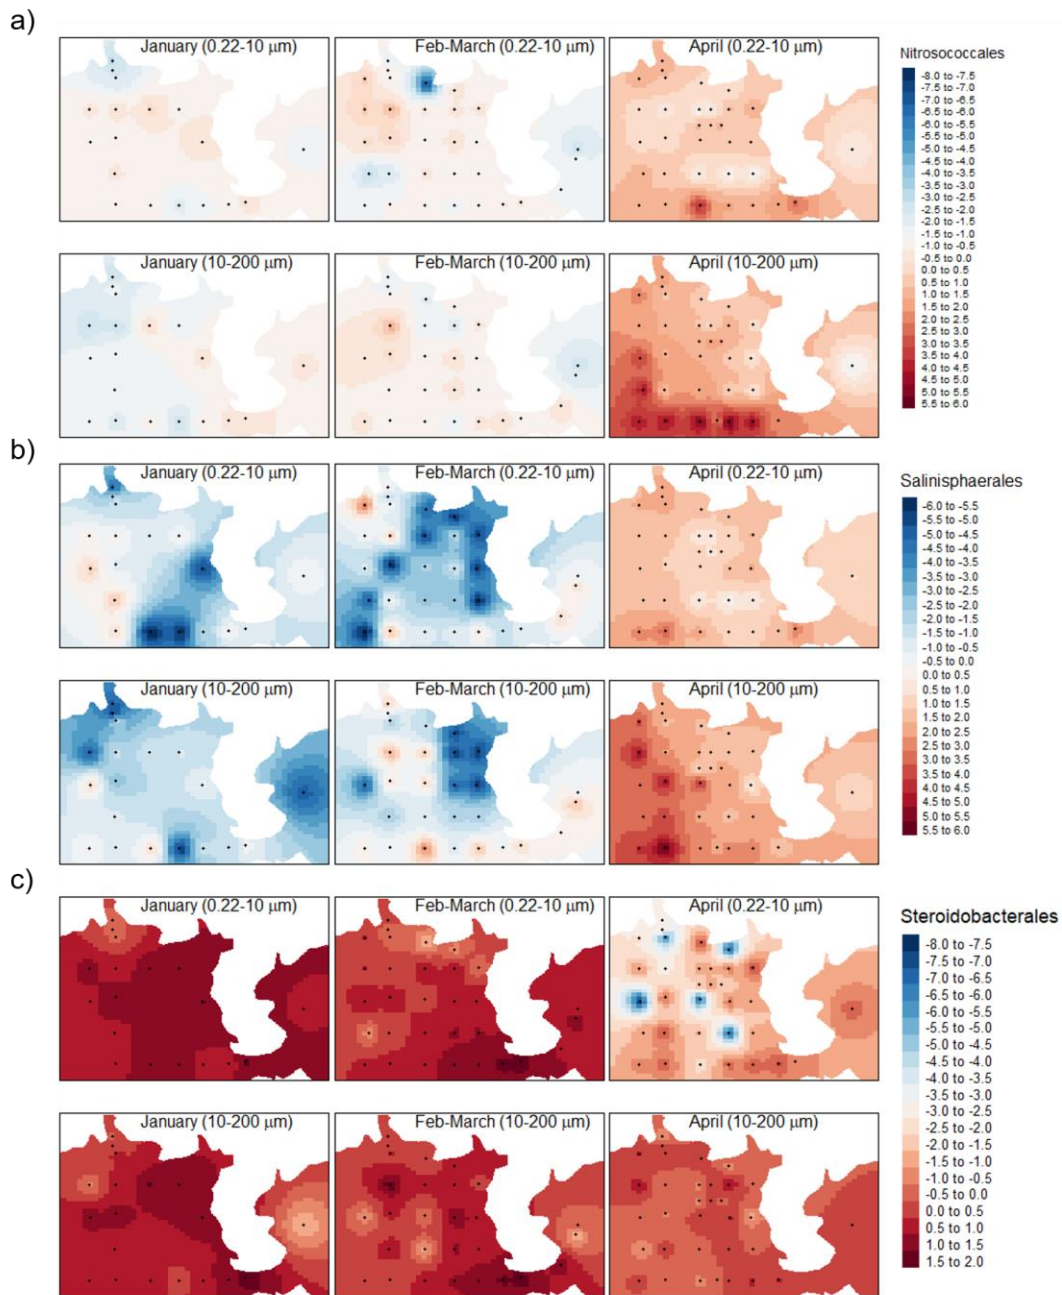 a)
January (0.22-10 μm)
Feb-March (0.22-10 μm)
April (0.22-10 μm)
January (10-200 μm)
Feb-March (10-200 μm)
April (10-200 μm)
Nitrosococcales
-8.0 to -7.5
-7.5 to -7.0
-7.0 to -6.5
-6.5 to -6.0
-6.0 to -5.5
-5.5 to -5.0
-5.0 to -4.5
-4.5 to -4.0
-4.0 to -3.5
-3.5 to -3.0
-3.0 to -2.5
-2.5 to -2.0
-2.0 to -1.5
-1.5 to -1.0
-1.0 to -0.5
-0.5 to 0.0
0.0 to 0.5
0.5 to 1.0
1.0 to 1.5
1.5 to 2.0
2.0 to 2.5
2.5 to 3.0
3.0 to 3.5
3.5 to 4.0
4.0 to 4.5
4.5 to 5.0
5.0 to 5.5
5.5 to 6.0
b)
January (0.22-10 μm)
Feb-March (0.22-10 μm)
April (0.22-10 μm)
January (10-200 μm)
Feb-March (10-200 μm)
April (10-200 μm)
Salinisphaerales
-6.0 to -5.5
-5.5 to -5.0
-5.0 to -4.5
-4.5 to -4.0
-4.0 to -3.5
-3.5 to -3.0
-3.0 to -2.5
-2.5 to -2.0
-2.0 to -1.5
-1.5 to -1.0
-1.0 to -0.5
-0.5 to 0.0
0.0 to 0.5
0.5 to 1.0
1.0 to 1.5
1.5 to 2.0
2.0 to 2.5
2.5 to 3.0
3.0 to 3.5
3.5 to 4.0
4.0 to 4.5
4.5 to 5.0
5.0 to 5.5
5.5 to 6.0
c)
January (0.22-10 μm)
Feb-March (0.22-10 μm)
April (0.22-10 μm)
January (10-200 μm)
Feb-March (10-200 μm)
April (10-200 μm)
Steroidobacterales
-8.0 to -7.5
-7.5 to -7.0
-7.0 to -6.5
-6.5 to -6.0
-6.0 to -5.5
-5.5 to -5.0
-5.0 to -4.5
-4.5 to -4.0
-4.0 to -3.5
-3.5 to -3.0
-3.0 to -2.5
-2.5 to -2.0
-2.0 to -1.5
-1.5 to -1.0
-1.0 to -0.5
-0.5 to 0.0
0.0 to 0.5
0.5 to 1.0
1.0 to 1.5
1.5 to 2.0